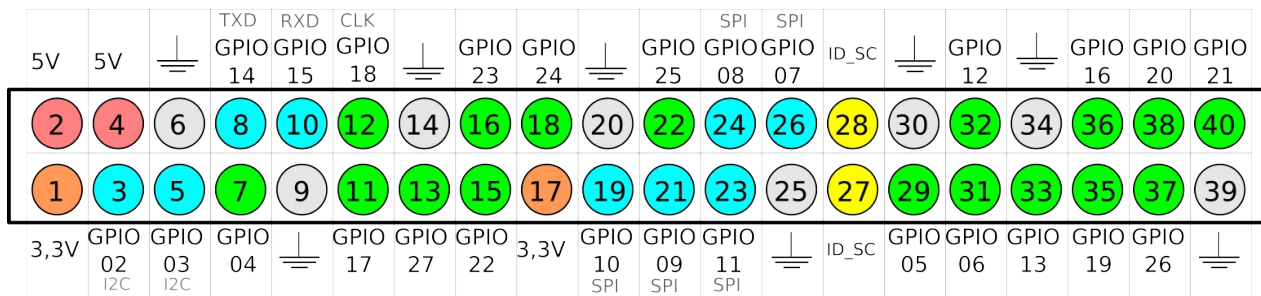 TXD RXD CLK SPI SPI
5V 5V GPIO GPIO GPIO GPIO GPIO GPIO GPIO GPIO ID_SC GPIO GPIO GPIO GPIO
14 15 18 23 24 25 08 07 12 16 20 21
2 4 6 8 10 12 14 16 18 20 22 24 26 28 30 32 34 36 38 40
1 3 5 7 9 11 13 15 17 19 21 23 25 27 29 31 33 35 37 39
3,3V GPIO GPIO GPIO GPIO GPIO GPIO 3,3V GPIO GPIO GPIO ID_SC GPIO GPIO GPIO GPIO GPIO
02 03 04 17 27 22 10 09 11 05 06 13 19 26
I2C I2C SPI SPI SPI